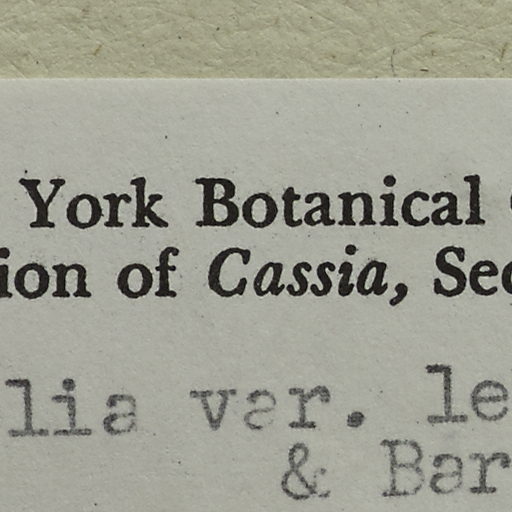 York Botanical
ion of Cassia, Sec
lia var. le
& Bar